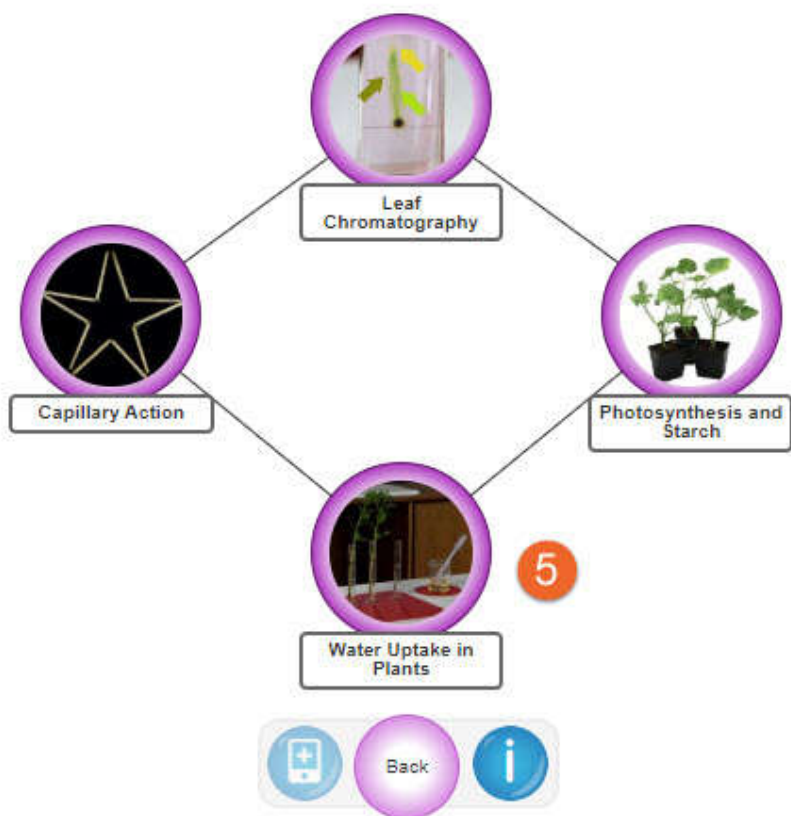 Leaf
Chromatography
Capillary Action
Photosynthesis and
Starch
5
Water Uptake in
Plants
Back
i